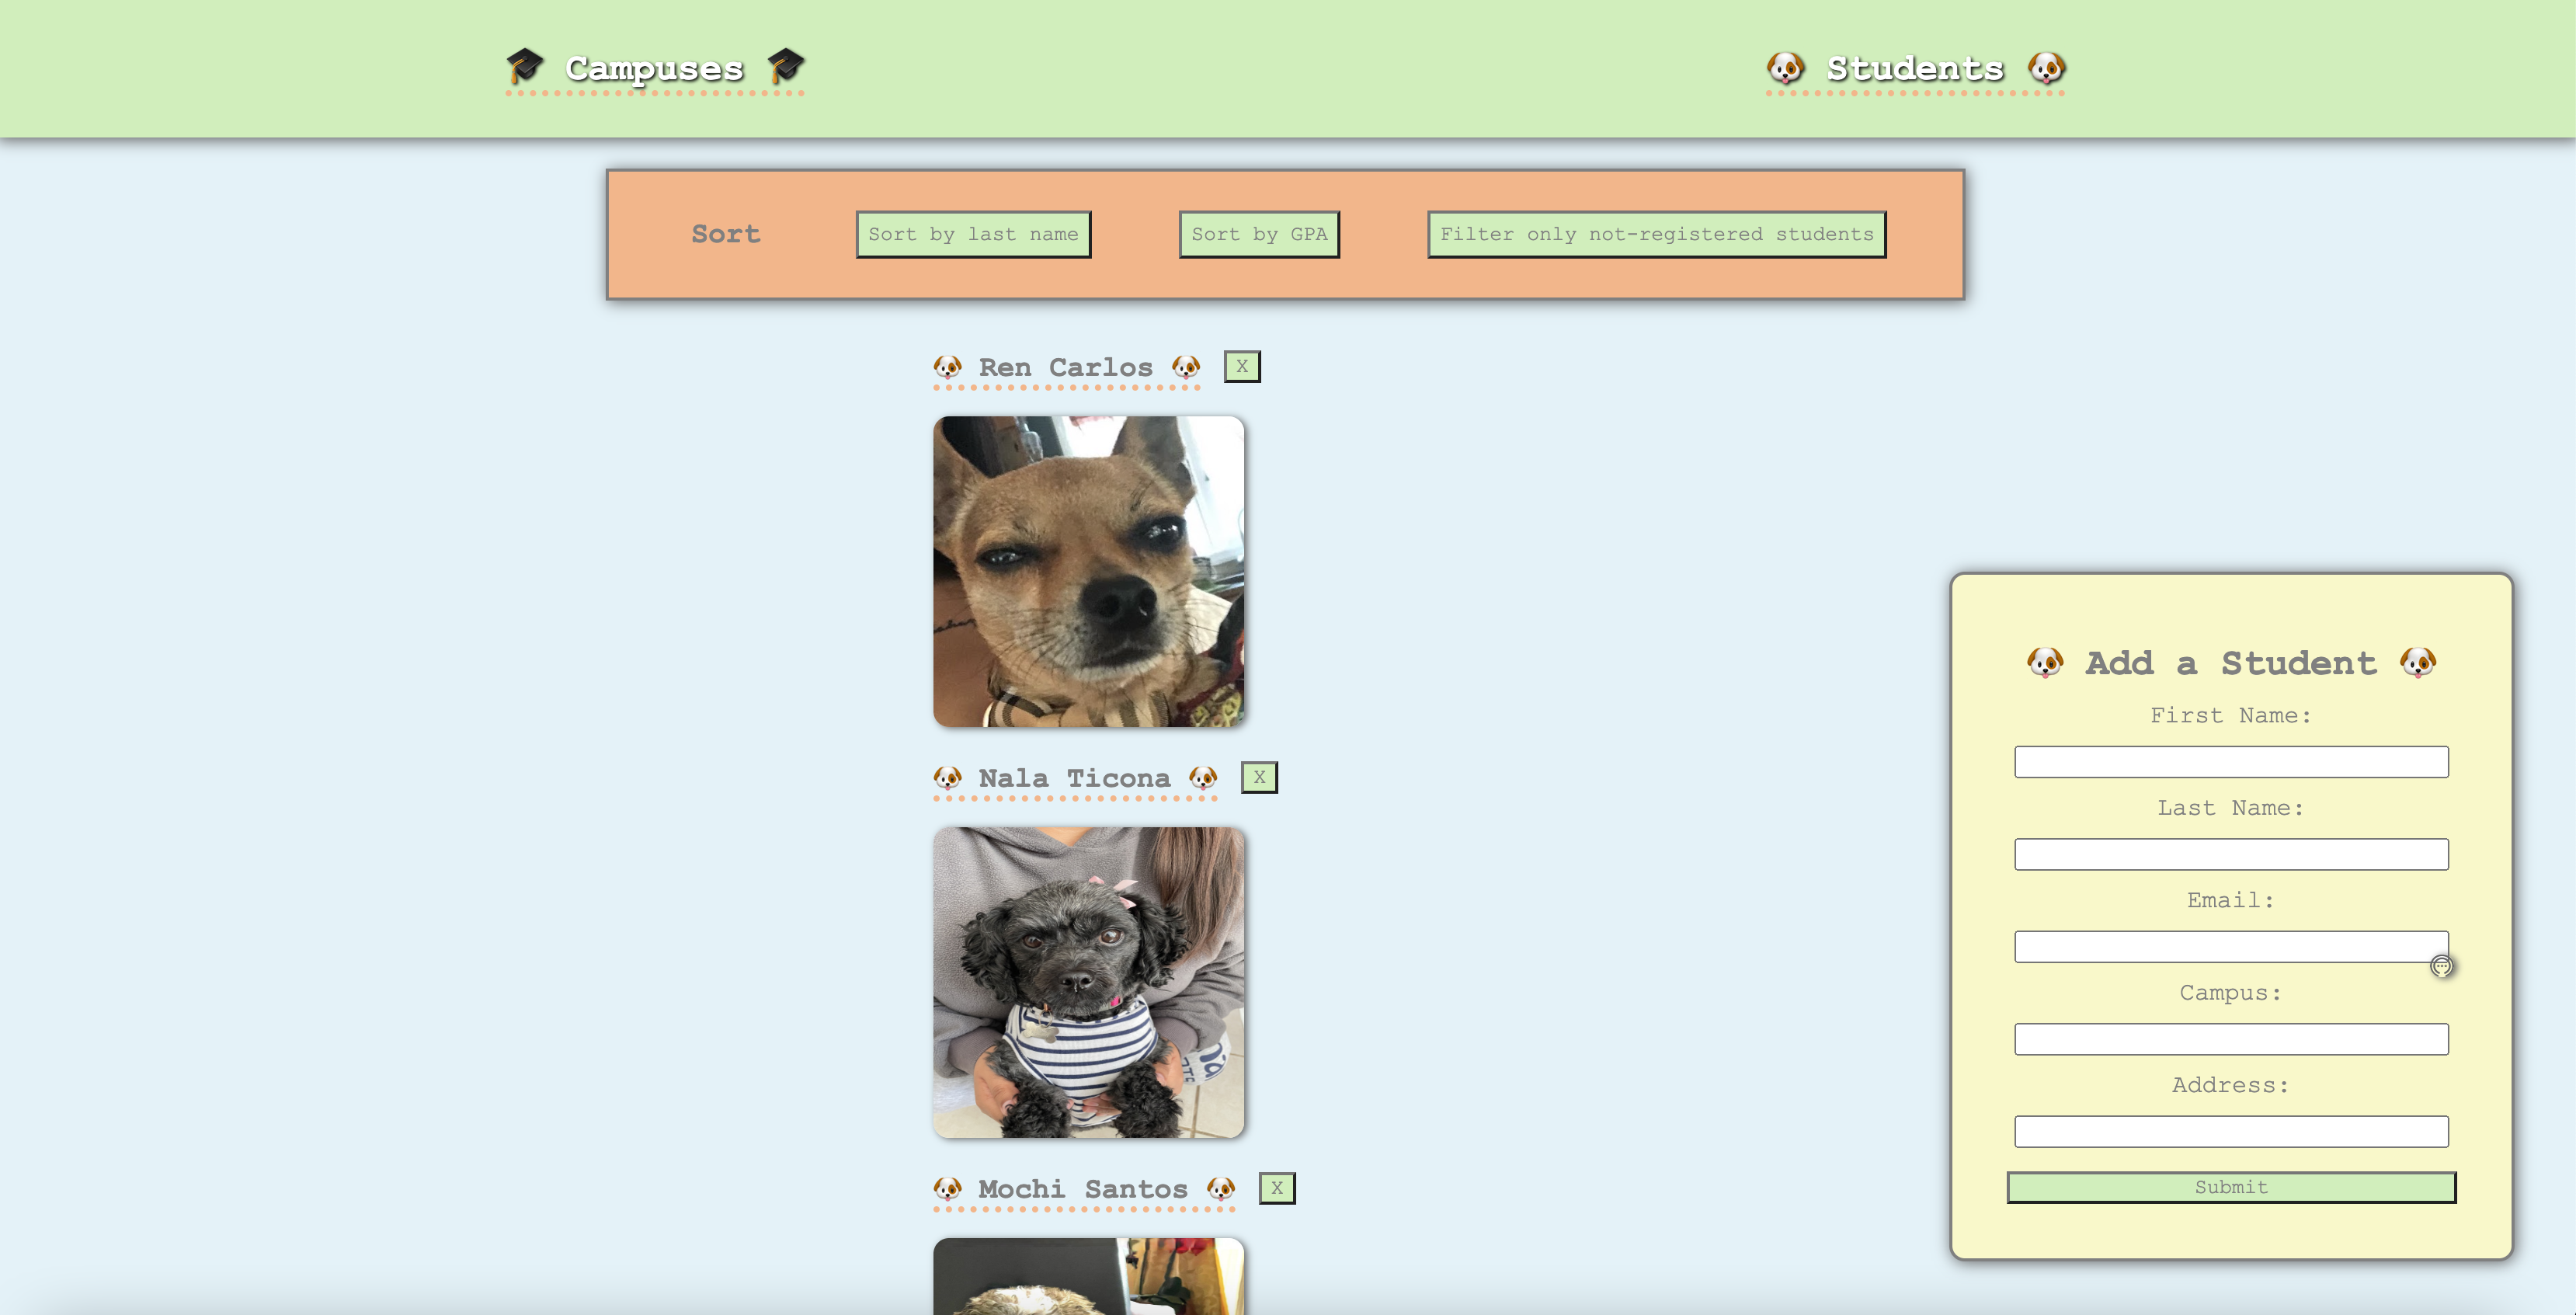 🎓 Campuses 🎓
🐶 Students 🐶
Sort
Sort by last name
Sort by GPA
Filter only not-registered students
🐶 Ren Carlos 🐶
X
🐶 Nala Ticona 🐶
X
🐶 Mochi Santos 🐶
X
🐶 Add a Student 🐶
First Name:
Last Name:
Email:
Campus:
Address:
Submit